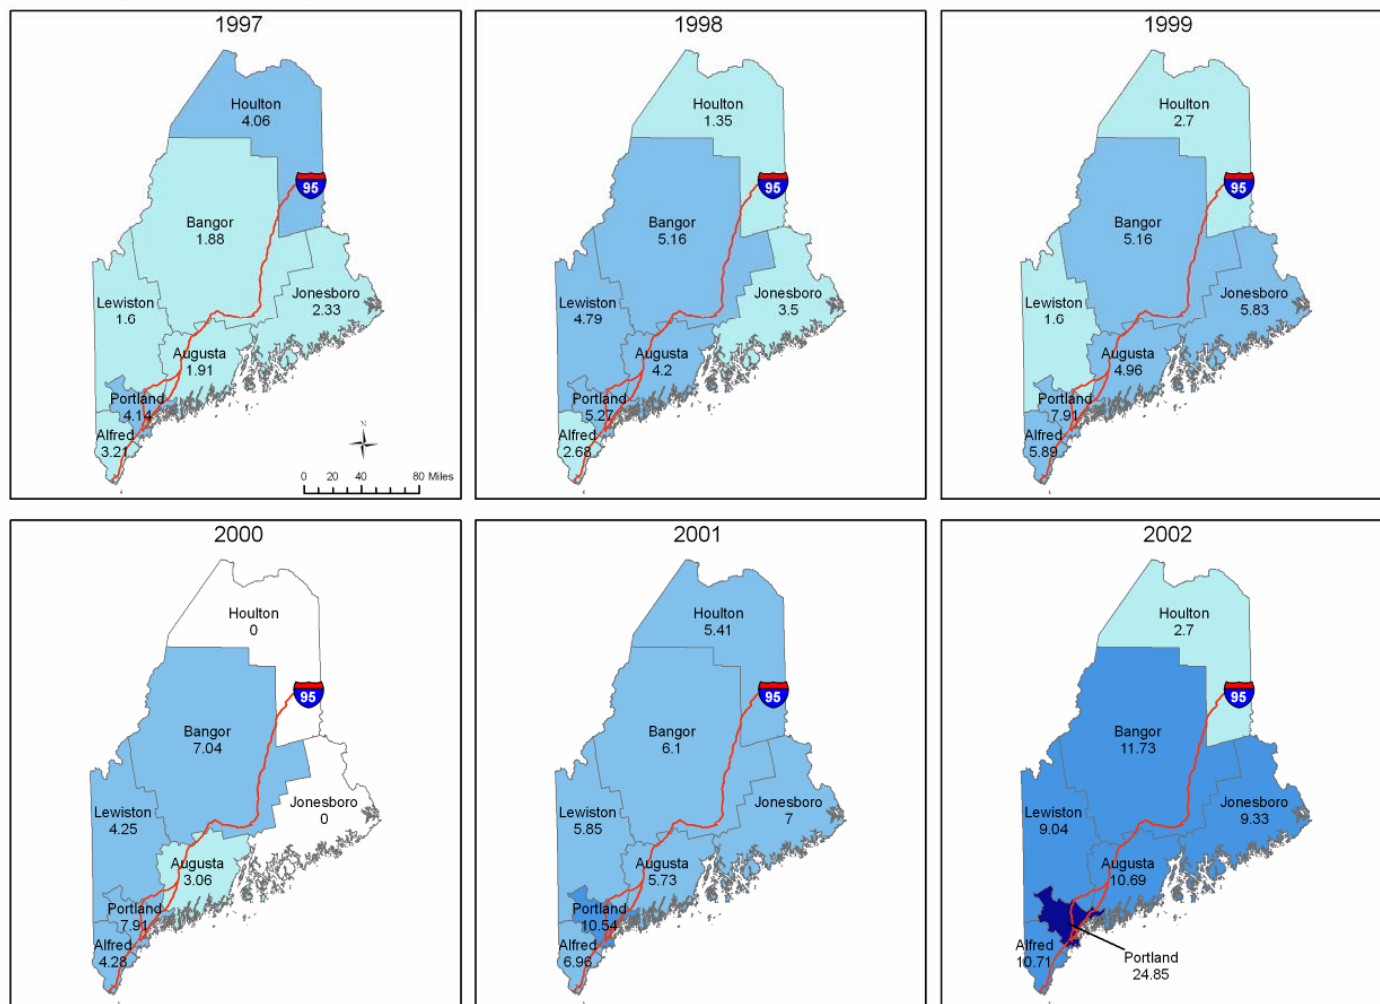 1997
Houlton
4.06
95
Bangor
1.88
Lewiston
1.6
Jonesboro
2.33
Augusta
1.91
Portland
4.14
Alfred
3.21
N
0 20 40 80 Miles
1998
Houlton
1.35
95
Bangor
5.16
Lewiston
4.79
Jonesboro
3.5
Augusta
4.2
Portland
5.27
Alfred
2.68
1999
Houlton
2.7
95
Bangor
5.16
Lewiston
1.6
Jonesboro
5.83
Augusta
4.96
Portland
7.91
Alfred
5.89
2000
Houlton
0
95
Bangor
7.04
Lewiston
4.25
Jonesboro
0
Augusta
3.06
Portland
7.91
Alfred
4.28
2001
Houlton
5.41
95
Bangor
6.1
Lewiston
5.85
Jonesboro
7
Augusta
5.73
Portland
10.54
Alfred
6.96
2002
Houlton
2.7
95
Bangor
11.73
Lewiston
9.04
Jonesboro
9.33
Augusta
10.69
Alfred
10.71
Portland
24.85